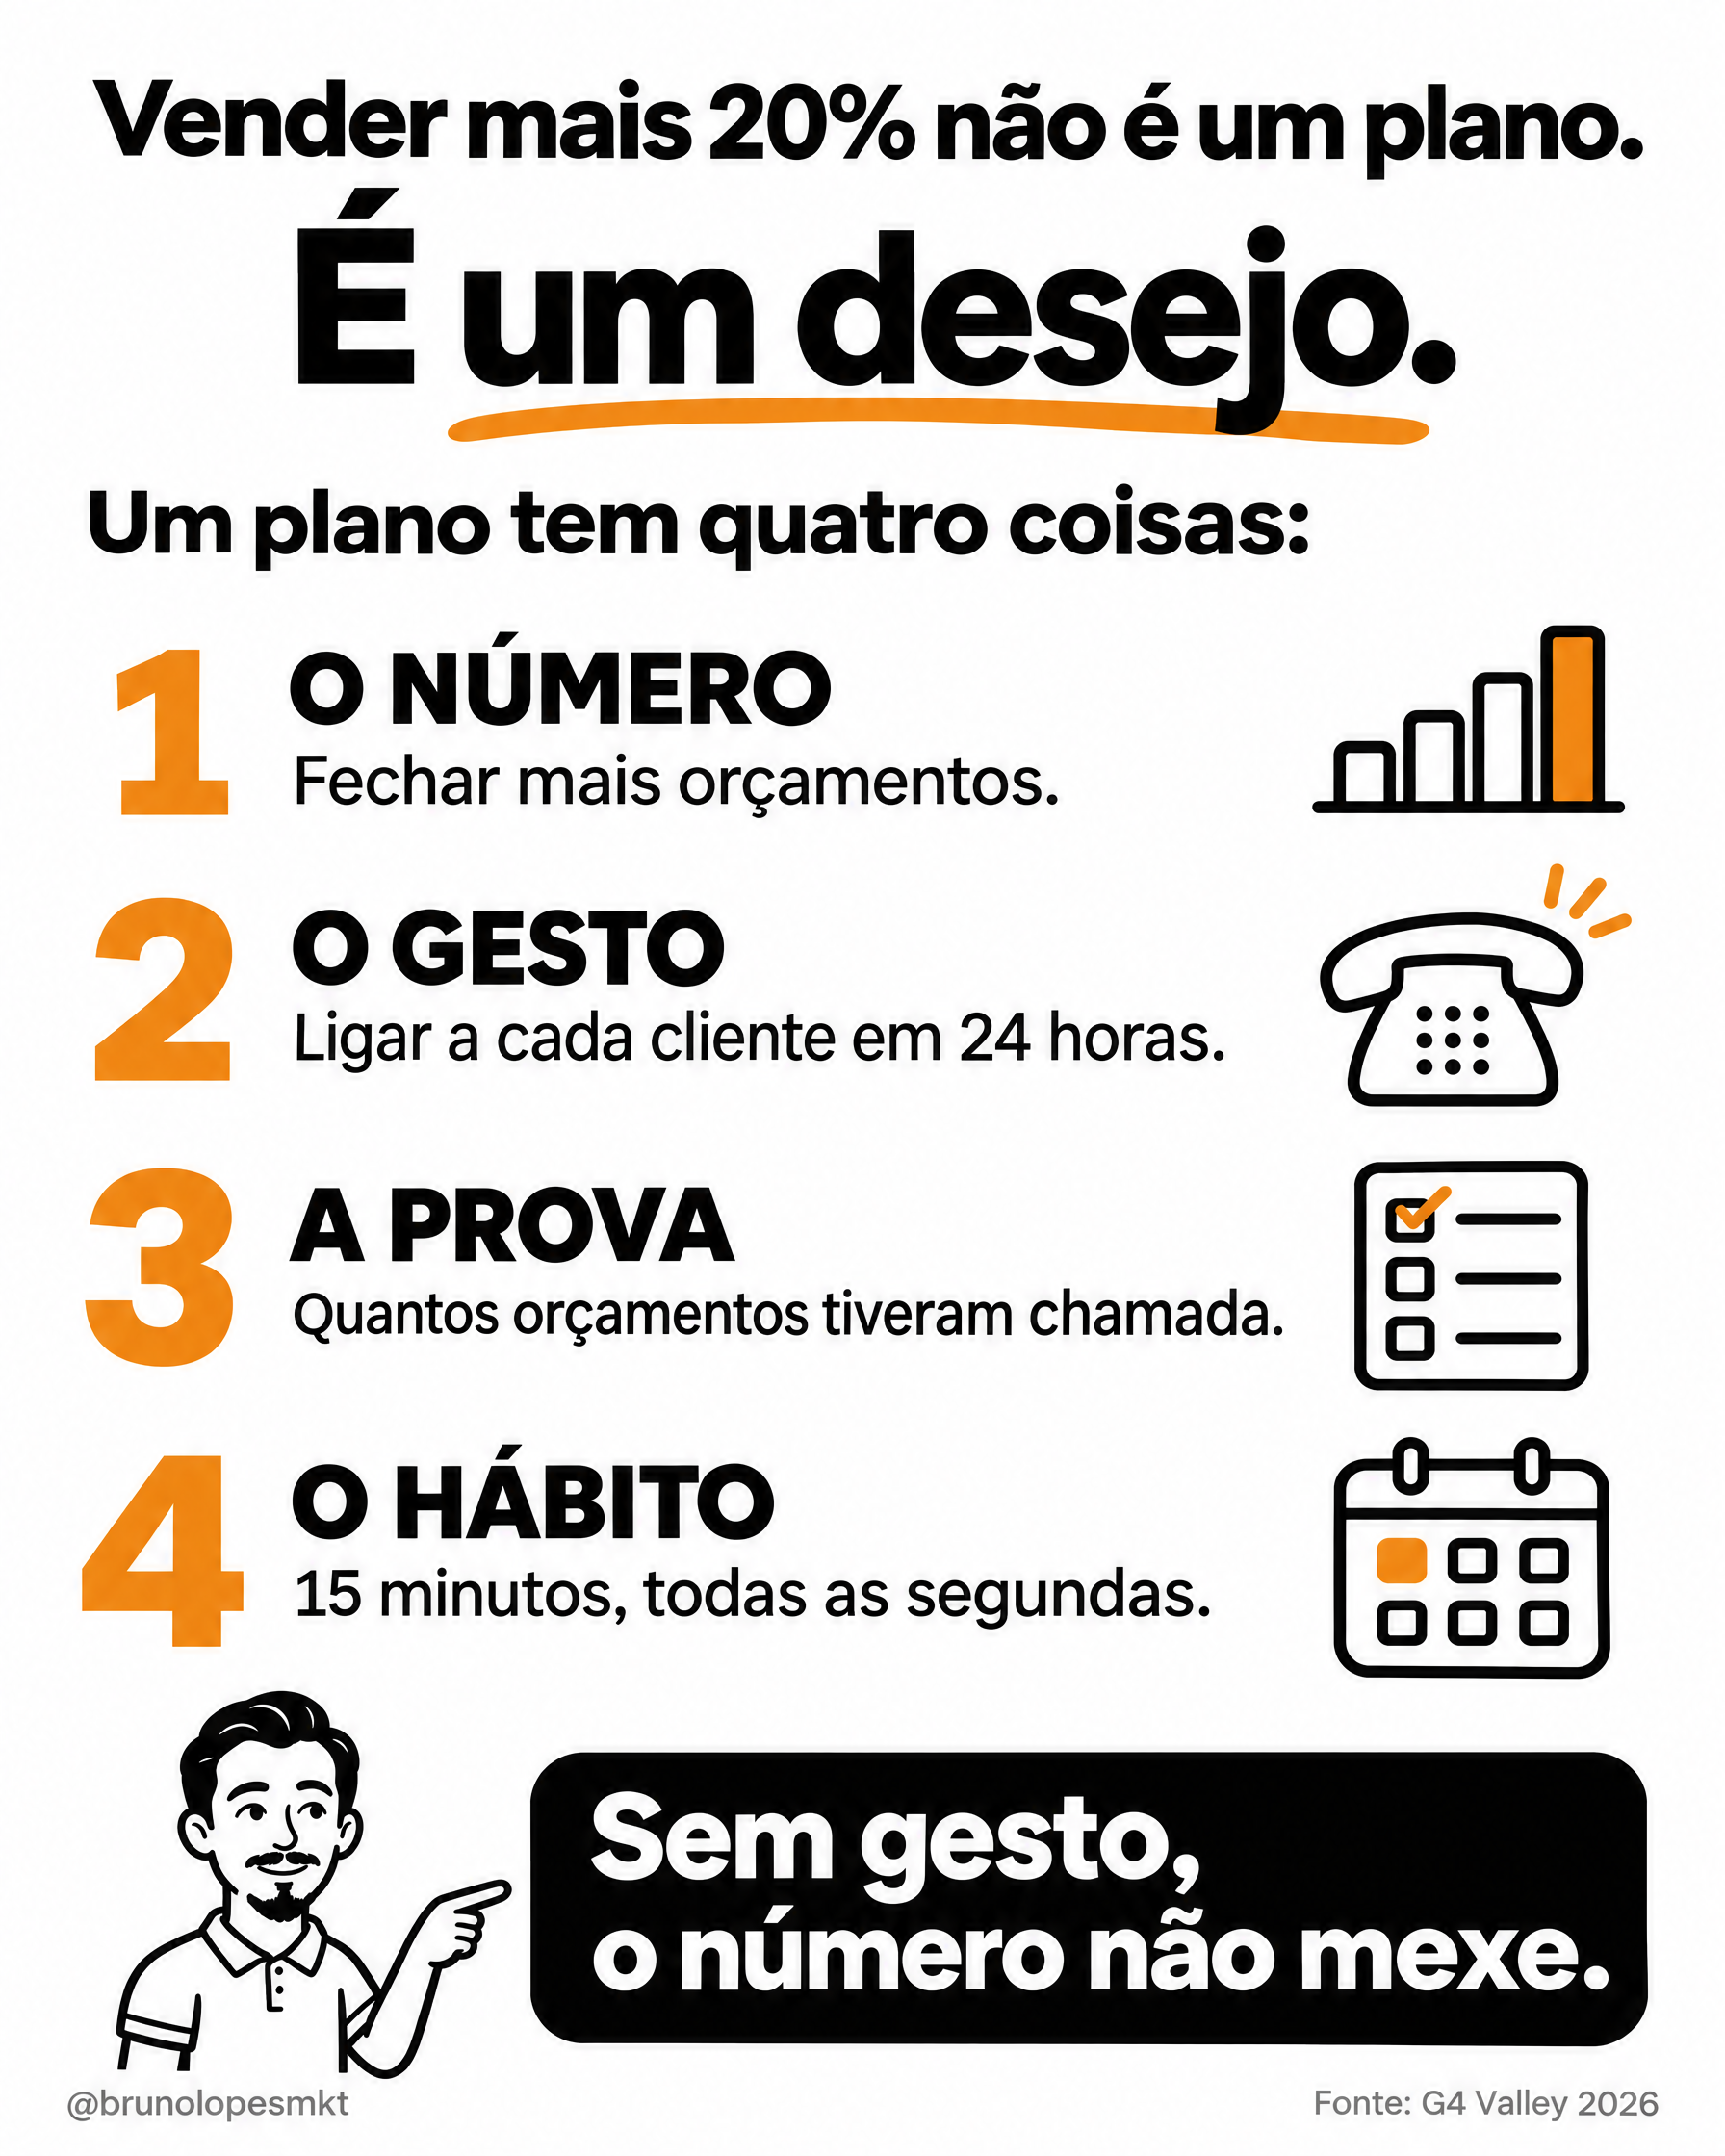 Vender mais 20% não é um plano.
É um desejo.
Um plano tem quatro coisas:
1
O NÚMERO
Fechar mais orçamentos.
2
O GESTO
Ligar a cada cliente em 24 horas.
3
A PROVA
Quantos orçamentos tiveram chamada.
4
O HÁBITO
15 minutos, todas as segundas.
Sem gesto,
o número não mexe.
@brunolopesmkt
Fonte: G4 Valley 2026